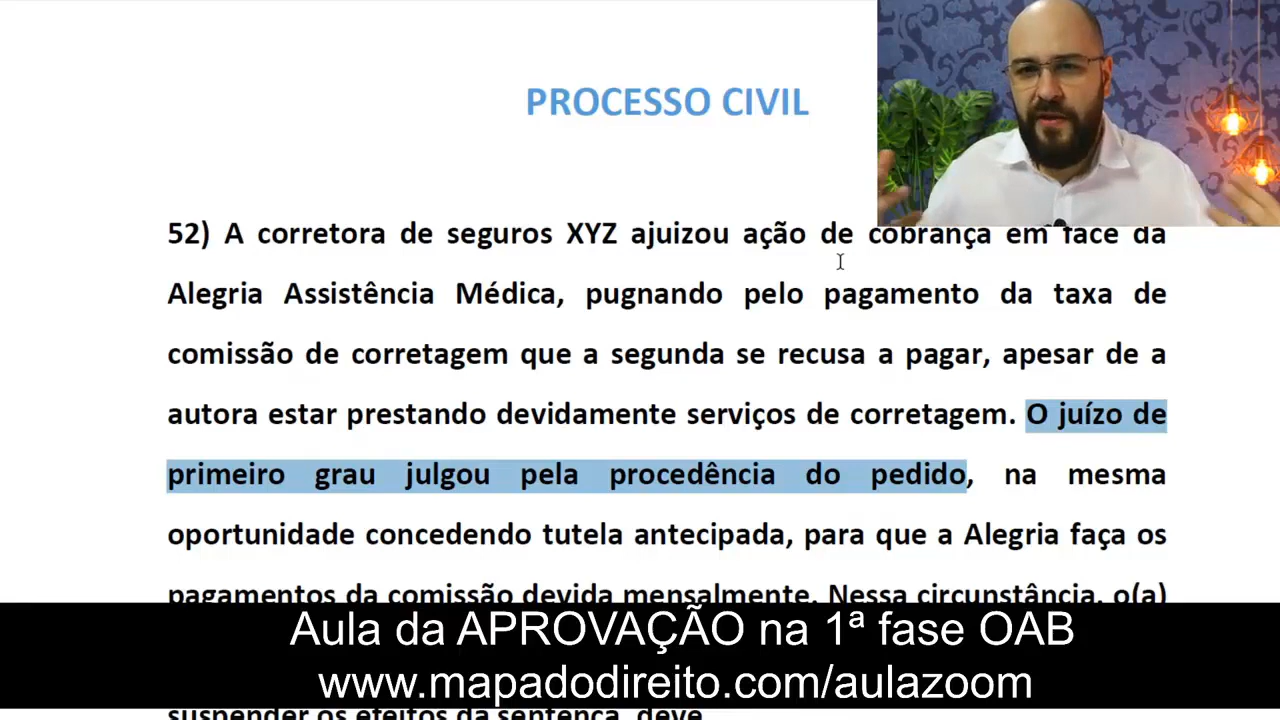 PROCESSO CIVIL
52) A corretora de seguros XYZ ajuizou ação de cobrança em face da
Alegria Assistência Médica, pugnando pelo pagamento da taxa de
comissão de corretagem que a segunda se recusa a pagar, apesar de a
autora estar prestando devidamente serviços de corretagem. O juízo de
primeiro grau julgou pela procedência do pedido, na mesma
oportunidade concedendo tutela antecipada, para que a Alegria faça os
pagamentos da comissão devida mensalmente. Nessa circunstância, o(a)
Aula da APROVAÇÃO na 1ª fase OAB
www.mapadodireito.com/aulazoom
suspender os efeitos da sentença, deve